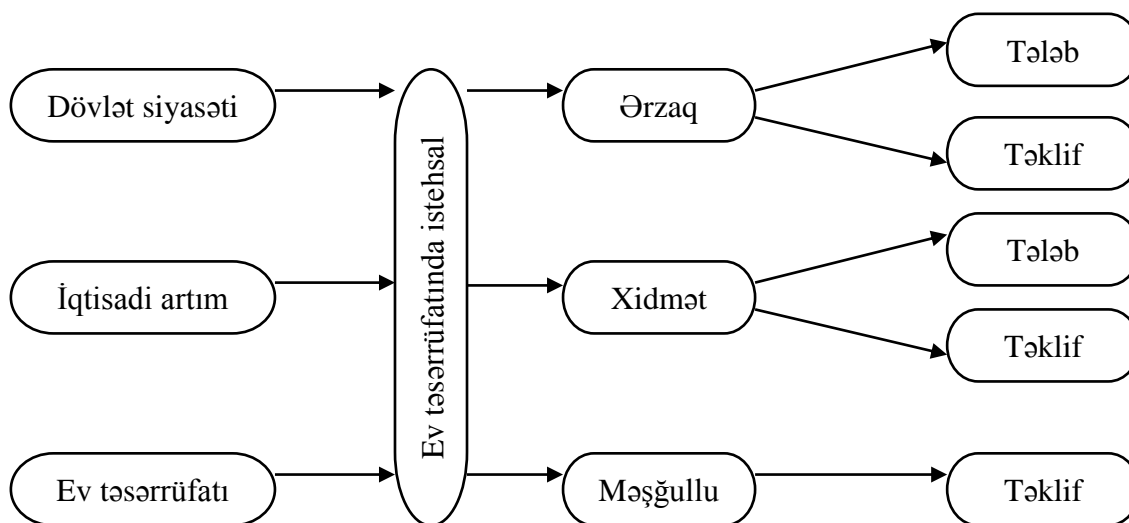 Tələb
Dövlət siyasəti
Ərzaq
Təklif
Ev təsərrüfatında istehsal
Tələb
İqtisadi artım
Xidmət
Təklif
Ev təsərrüfatı
Məşğullu
Təklif